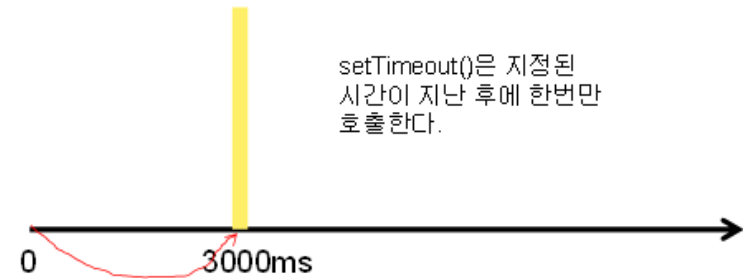 setTimeout()은 지정된
시간이 지난 후에 한번만
호출한다.
0
3000ms